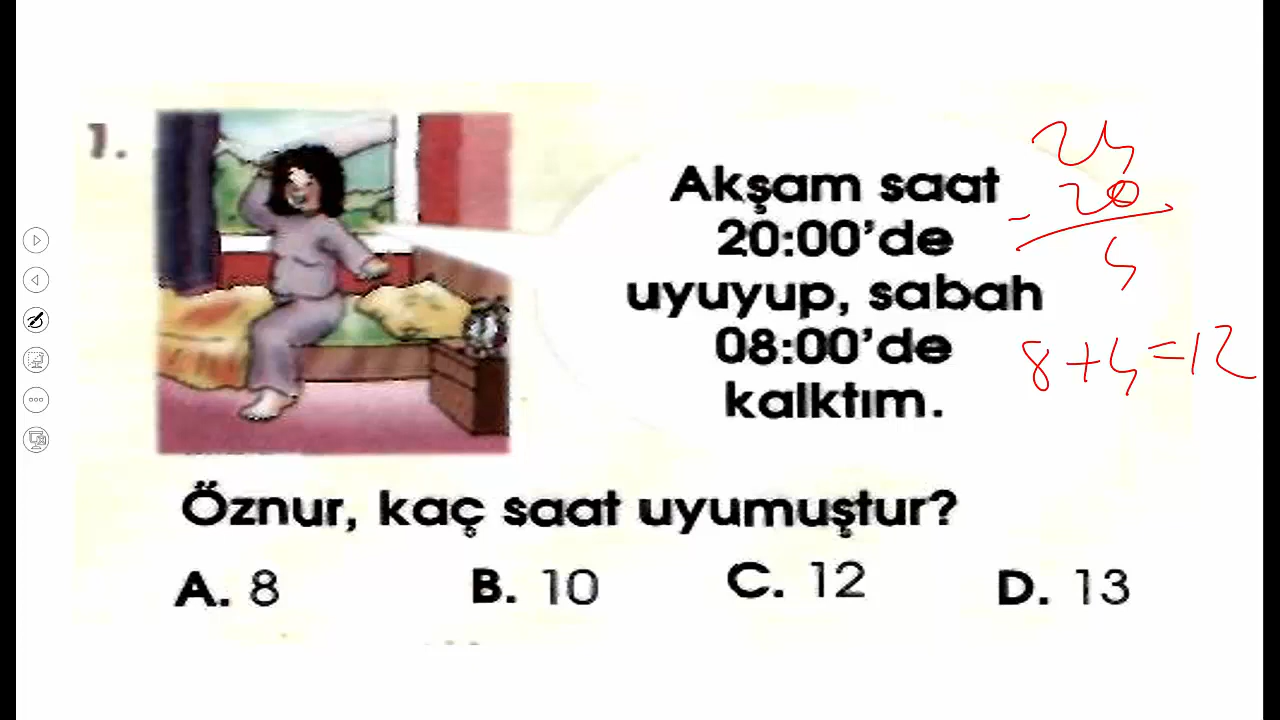 1.
Akşam saat
20:00'de
uyuyup, sabah
08:00'de
kalktım.
24
- 20
4
8+4=12
Öznur, kaç saat uyumuştur?
A. 8 B. 10 C. 12 D. 13